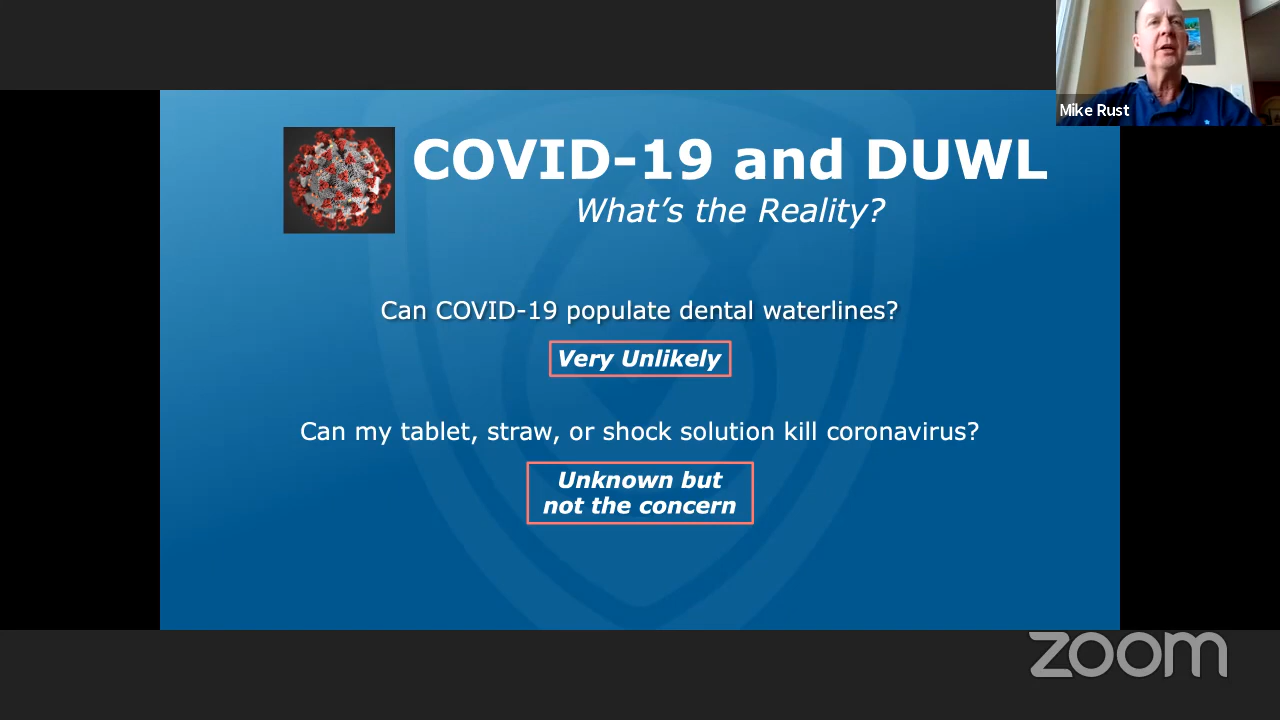 Mike Rust
COVID-19 and DUWL
What's the Reality?
Can COVID-19 populate dental waterlines?
Very Unlikely
Can my tablet, straw, or shock solution kill coronavirus?
Unknown but
not the concern
zoom